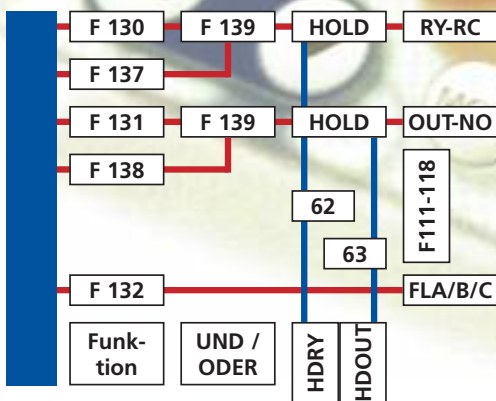 F 130 F 139 HOLD RY-RC
F 137
F 131 F 139 HOLD OUT-NO
F 138
62
F111-118
63
F 132 FLA/B/C
Funk-
tion
UND /
ODER
HDRY
HDOUT